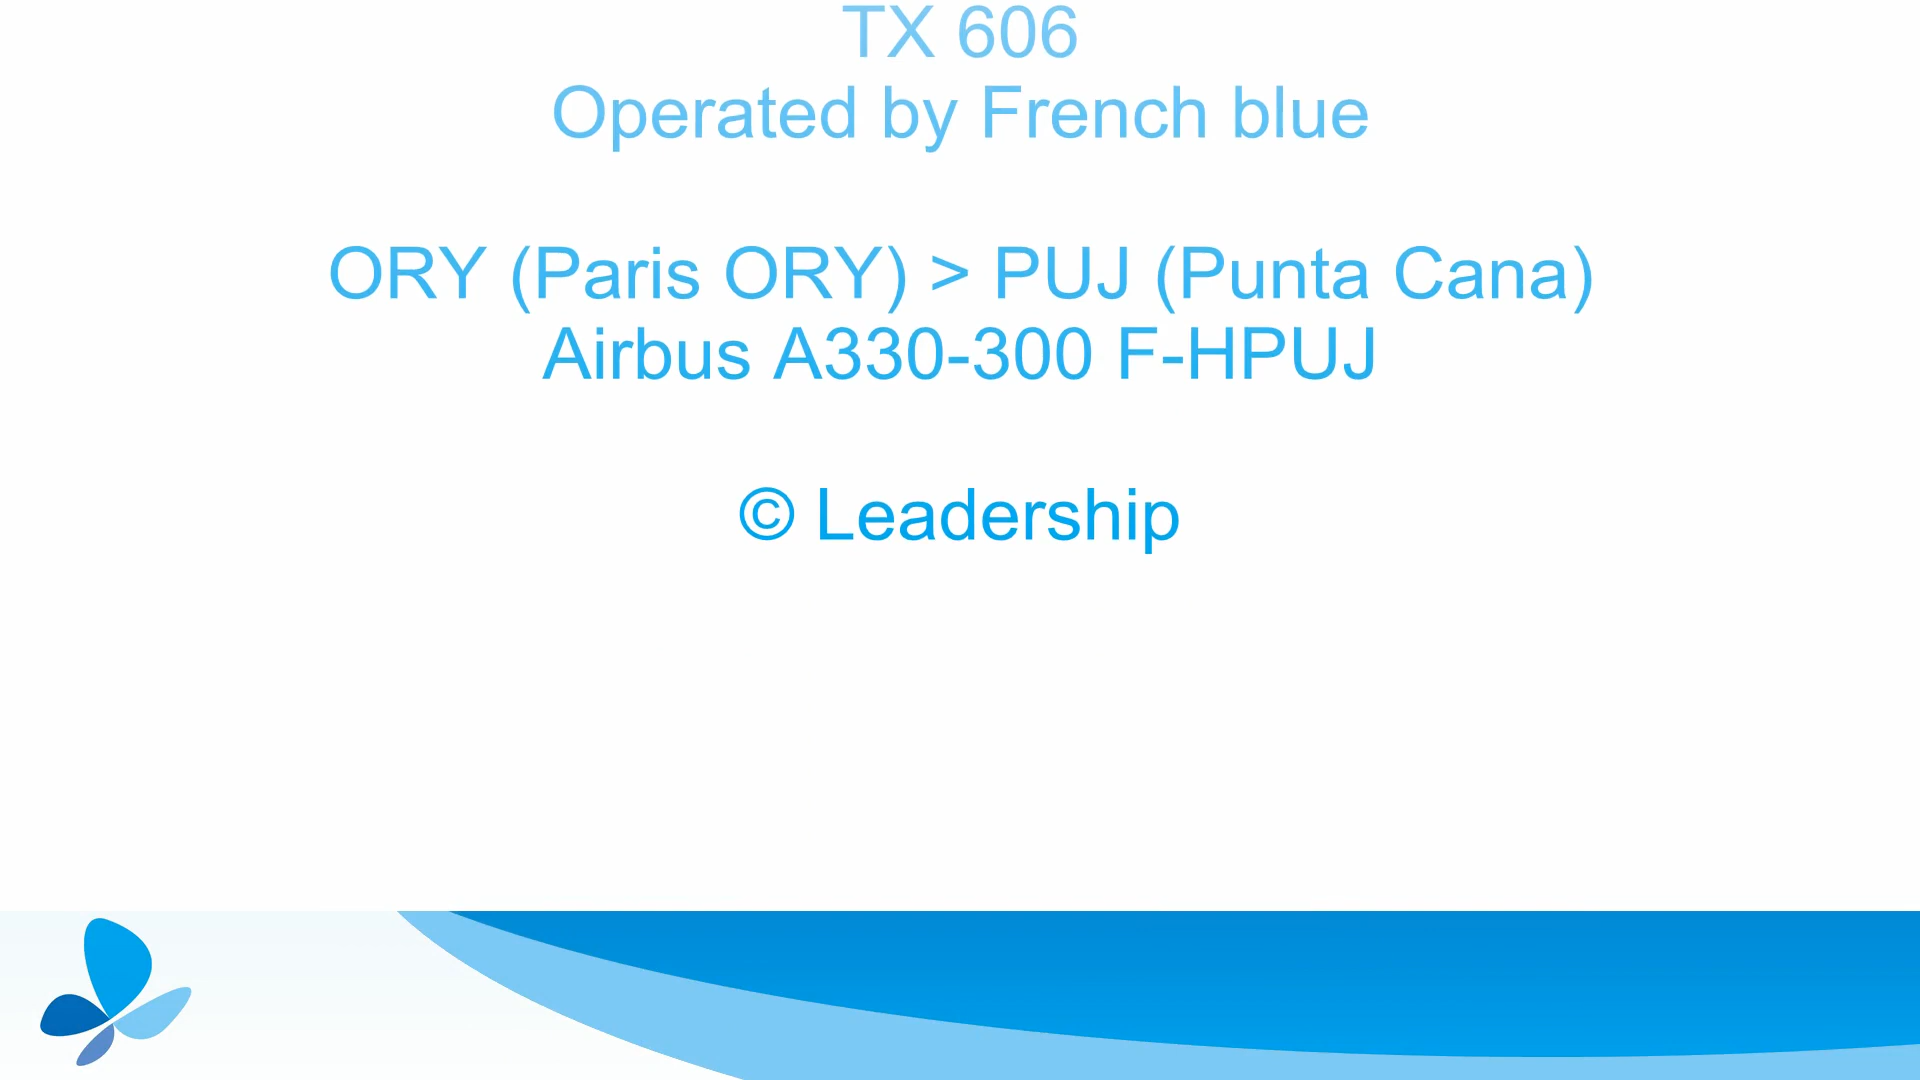 TX 606
Operated by French blue
ORY (Paris ORY) > PUJ (Punta Cana)
Airbus A330-300 F-HPUJ
© Leadership